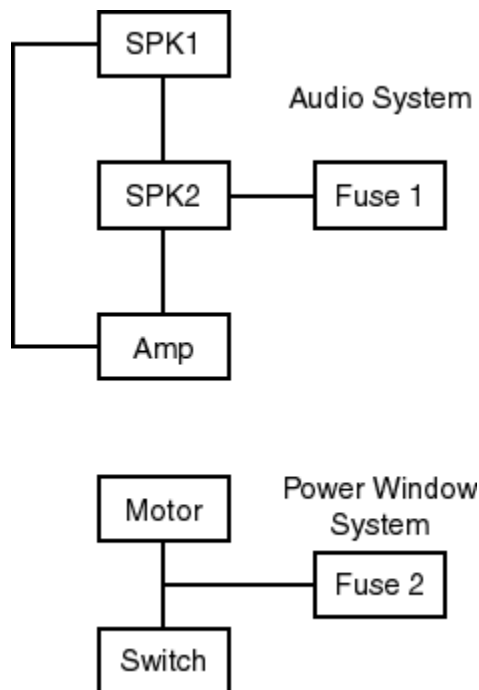 SPK1
Audio System
SPK2
Fuse 1
Amp
Motor
Power Window
System
Fuse 2
Switch